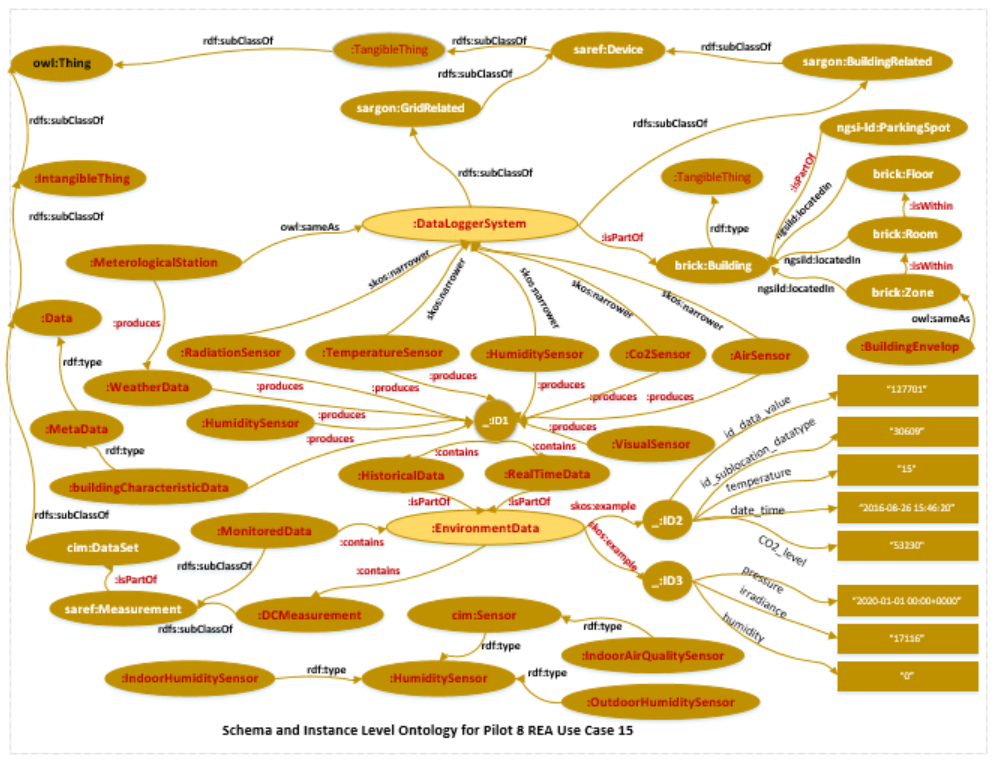 rdf:subClassOf
:TangibleThing
rdfs:subClassOf
saref:Device
rdf:subClassOf
owl:Thing
sargon:BuildingRelated
rdfs:subClassOf
sargon:GridRelated
rdfs:subClassOf
rdfs:subClassOf
ngsi-ld:ParkingSpot
:IntangibleThing
rdfs:subClassOf
:TangibleThing
:isPartOf
brick:Floor
rdfs:subClassOf
ngsild:locatedIn
:isWithin
owl:sameAs
:DataLoggerSystem
rdf:type
:isPartOf
brick:Room
:MeterologicalStation
brick:Building
ngsild:locatedIn
:isWithin
skos:narrower
skos:narrower
skos:narrower
skos:narrower
skos:narrower
ngsild:locatedIn
brick:Zone
:Data
:produces
owl:sameAs
:RadiationSensor
:TemperatureSensor
:HumiditySensor
:Co2Sensor
:AirSensor
:BuildingEnvelop
rdf:type
:WeatherData
:produces
:produces
:produces
:produces
:produces
:produces
"127701"
id_data_value
:MetaData
:HumiditySensor
:produces
_:ID1
:produces
:produces
:VisualSensor
"30609"
id_sublocation_datatype
rdf:type
:contains
:contains
:HistoricalData
:RealTimeData
temperature
"15"
:buildingCharacteristicData
:isPartOf
:isPartOf
skos:example
date_time
"2016-06-26 15:46:20"
rdfs:subClassOf
:MonitoredData
:EnvironmentData
_:ID2
cim:DataSet
:contains
skos:example
CO2_level
"53230"
:isPartOf
rdfs:subClassOf
:contains
_:ID3
pressure
"2020-01-01 00:00+0000"
saref:Measurement
:DCMeasurement
cim:Sensor
irradiance
rdfs:subClassOf
rdf:type
humidity
"17116"
rdf:type
:IndoorAirQualitySensor
:IndoorHumiditySensor
rdf:type
:HumiditySensor
rdf:type
"0"
:OutdoorHumiditySensor
Schema and Instance Level Ontology for Pilot 8 REA Use Case 15